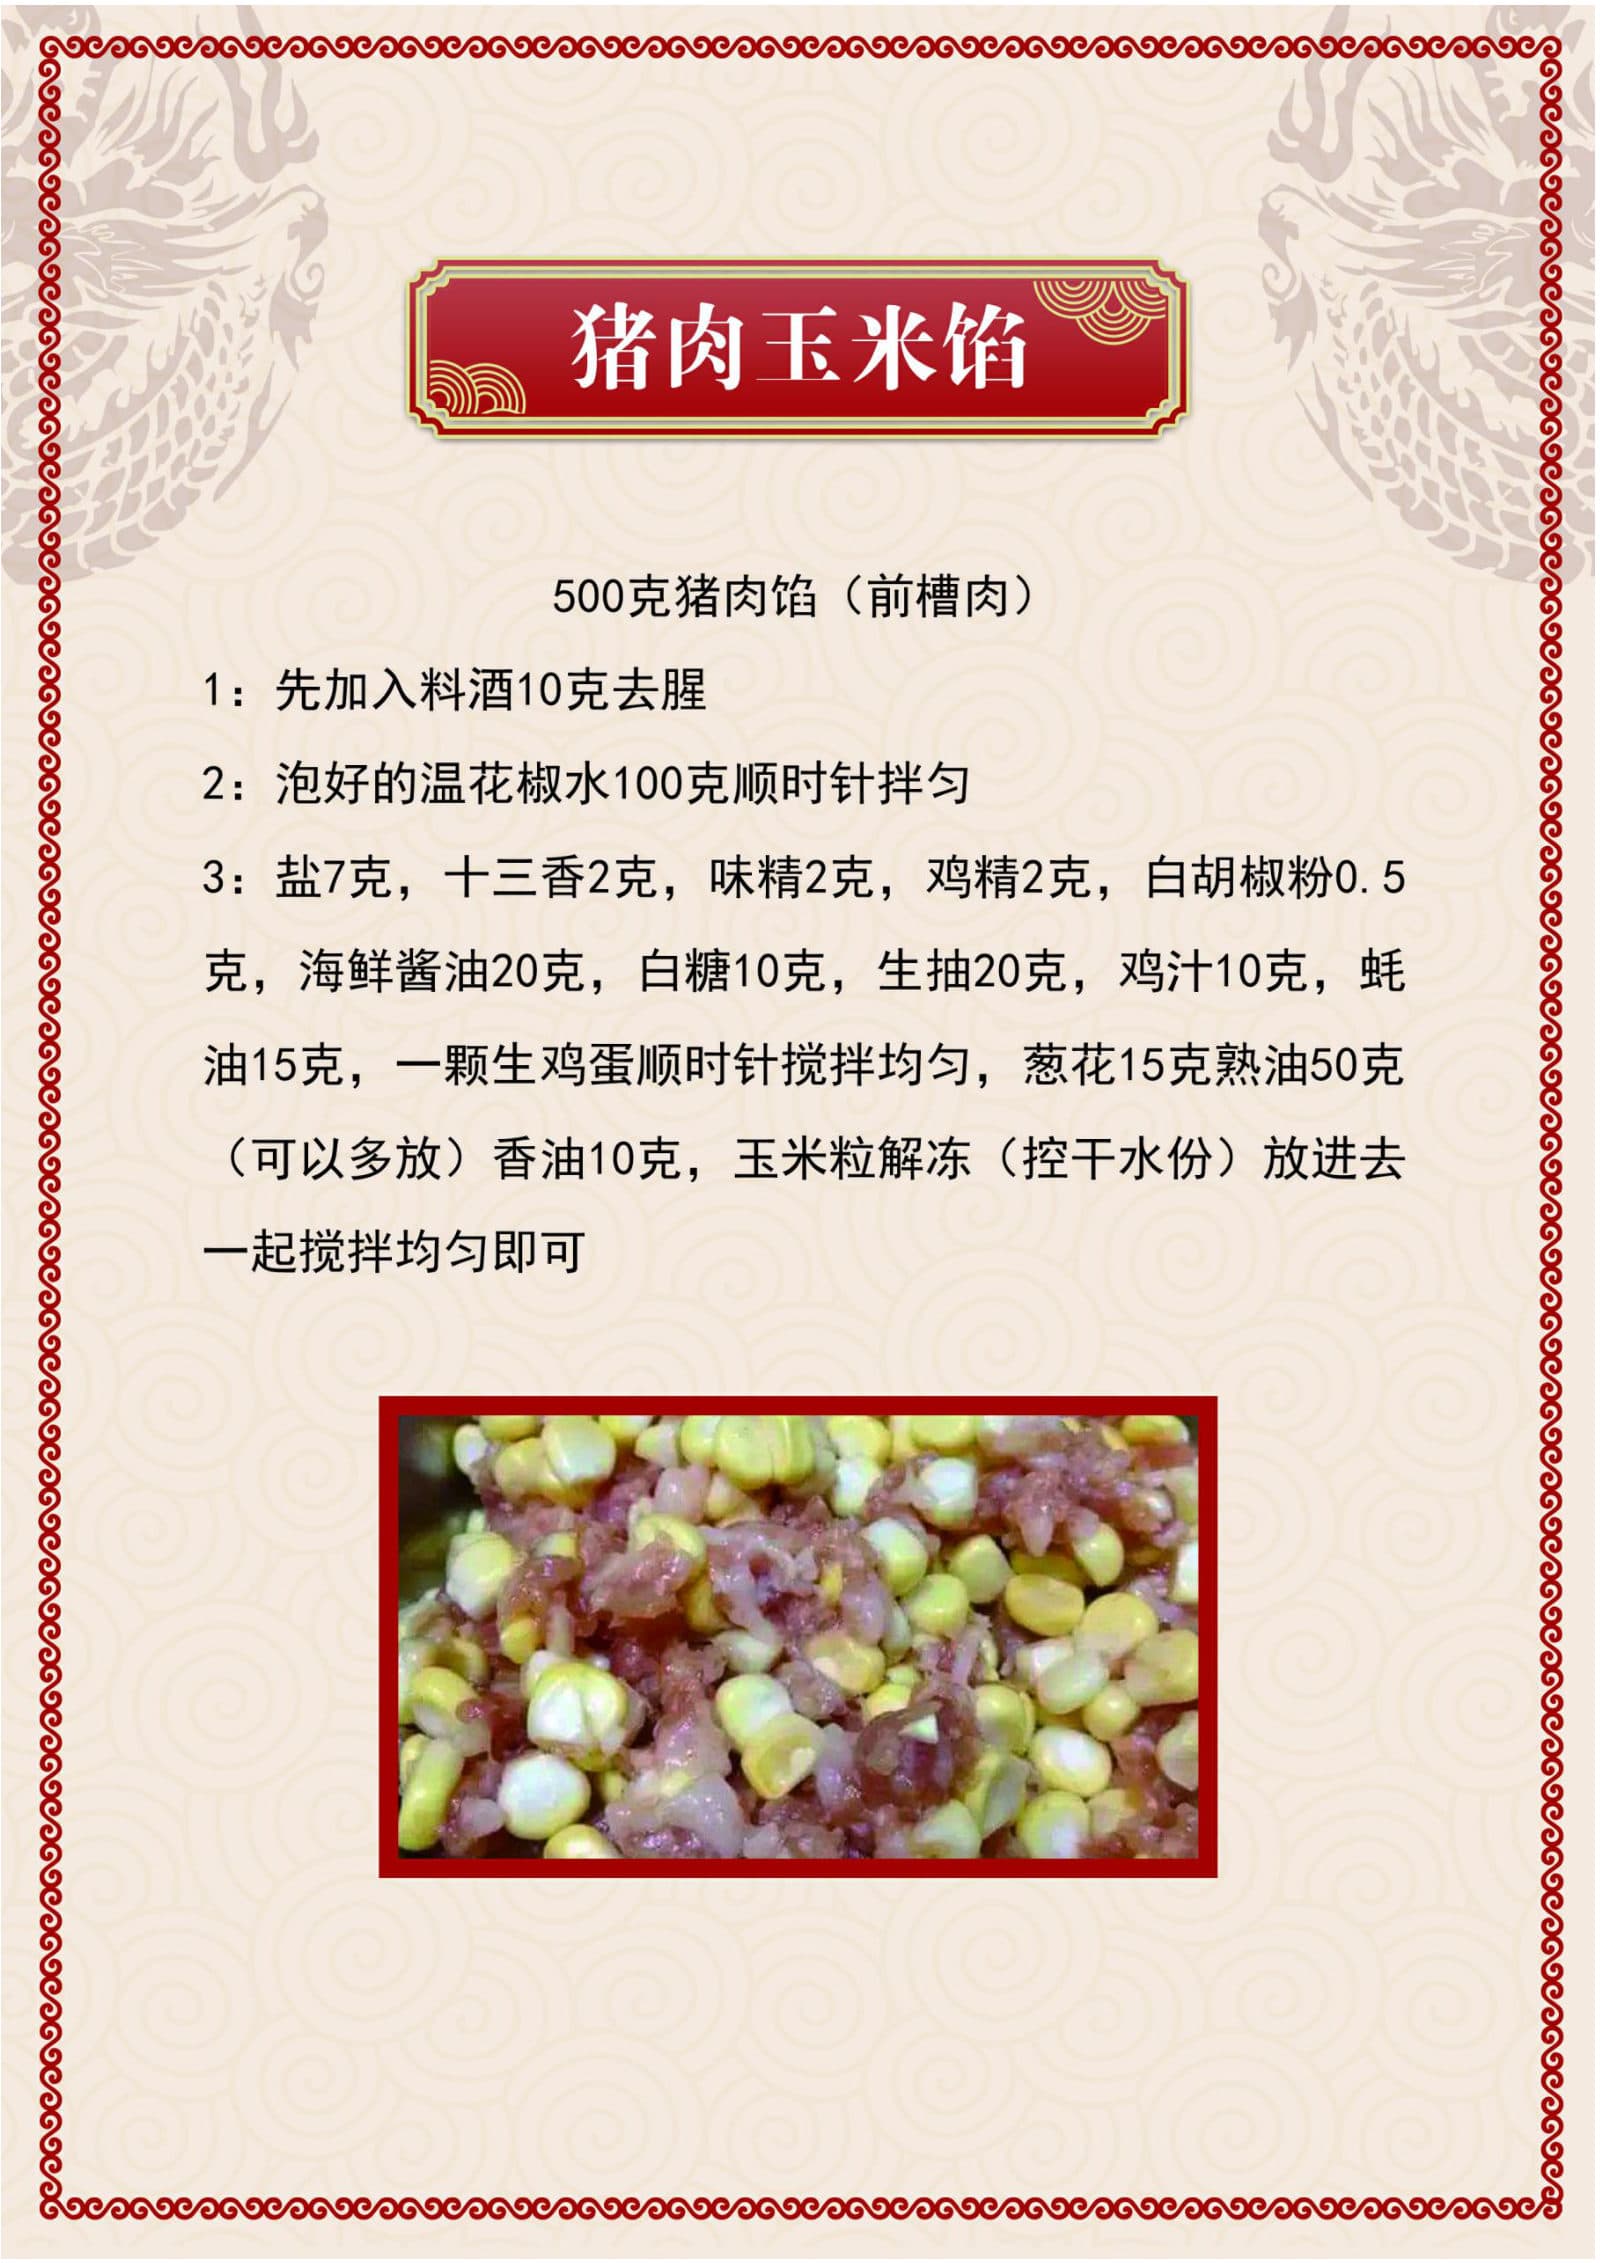 猪肉玉米馅
500克猪肉馅（前槽肉）
1：先加入料酒10克去腥
2：泡好的温花椒水100克顺时针拌匀
3：盐7克，十三香2克，味精2克，鸡精2克，白胡椒粉0.5
克，海鲜酱油20克，白糖10克，生抽20克，鸡汁10克，蚝
油15克，一颗生鸡蛋顺时针搅拌均匀，葱花15克熟油50克
（可以多放）香油10克，玉米粒解冻（控干水份）放进去
一起搅拌均匀即可